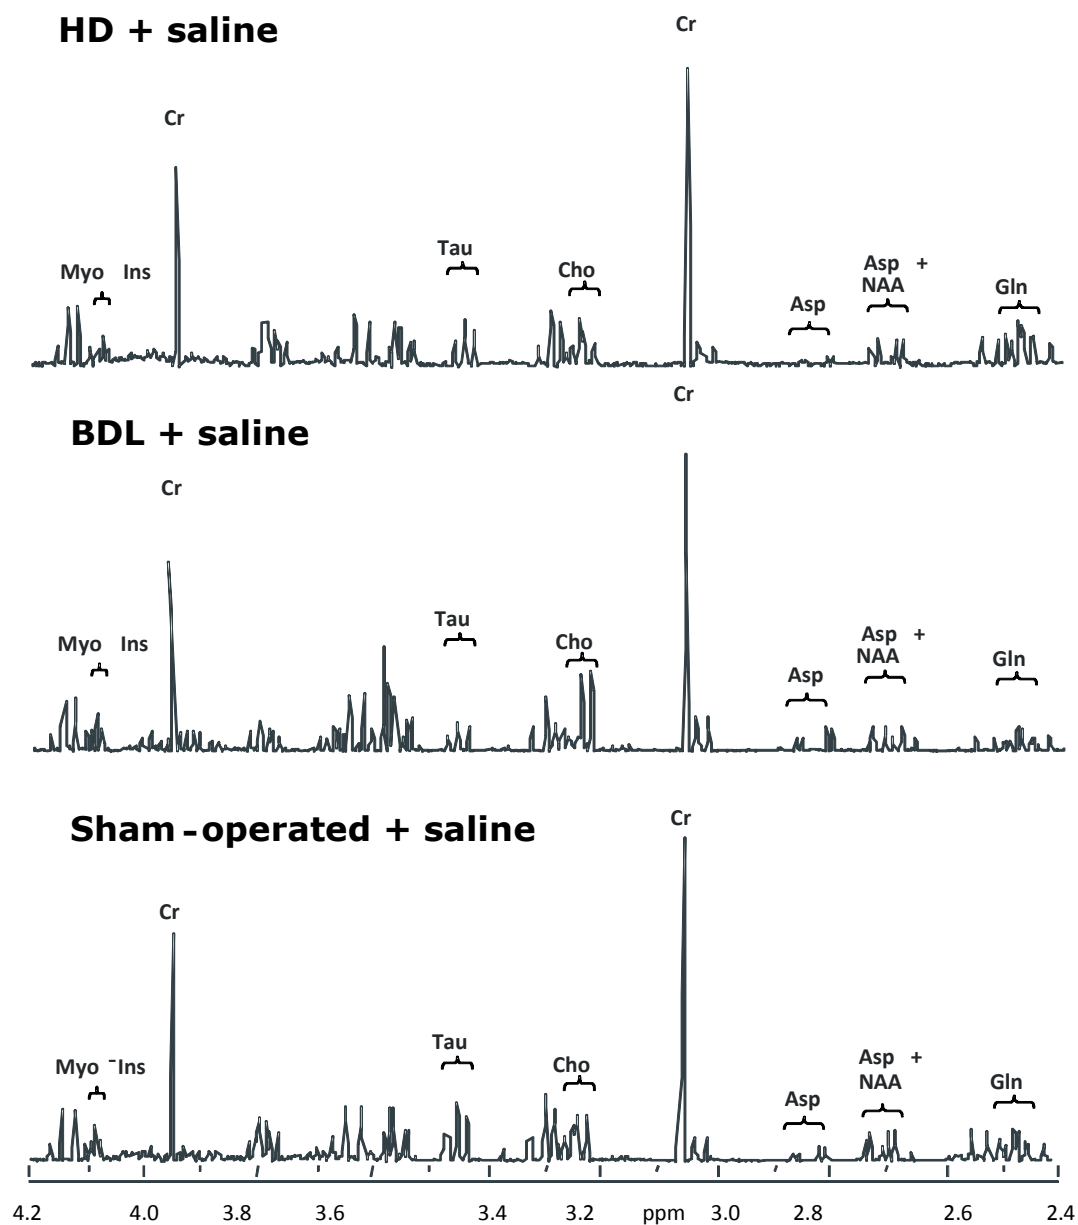 HD + saline
Cr
Cr
Tau
Myo Ins
Cho
Asp +
NAA
Gln
Asp
Cr
BDL + saline
Cr
Tau
Myo Ins
Cho
Asp +
NAA
Gln
Asp
Cr
Sham-operated + saline
Cr
Tau
Myo -Ins
Cho
Asp +
NAA
Gln
Asp
4.2 4.0 3.8 3.6 3.4 3.2 ppm 3.0 2.8 2.6 2.4